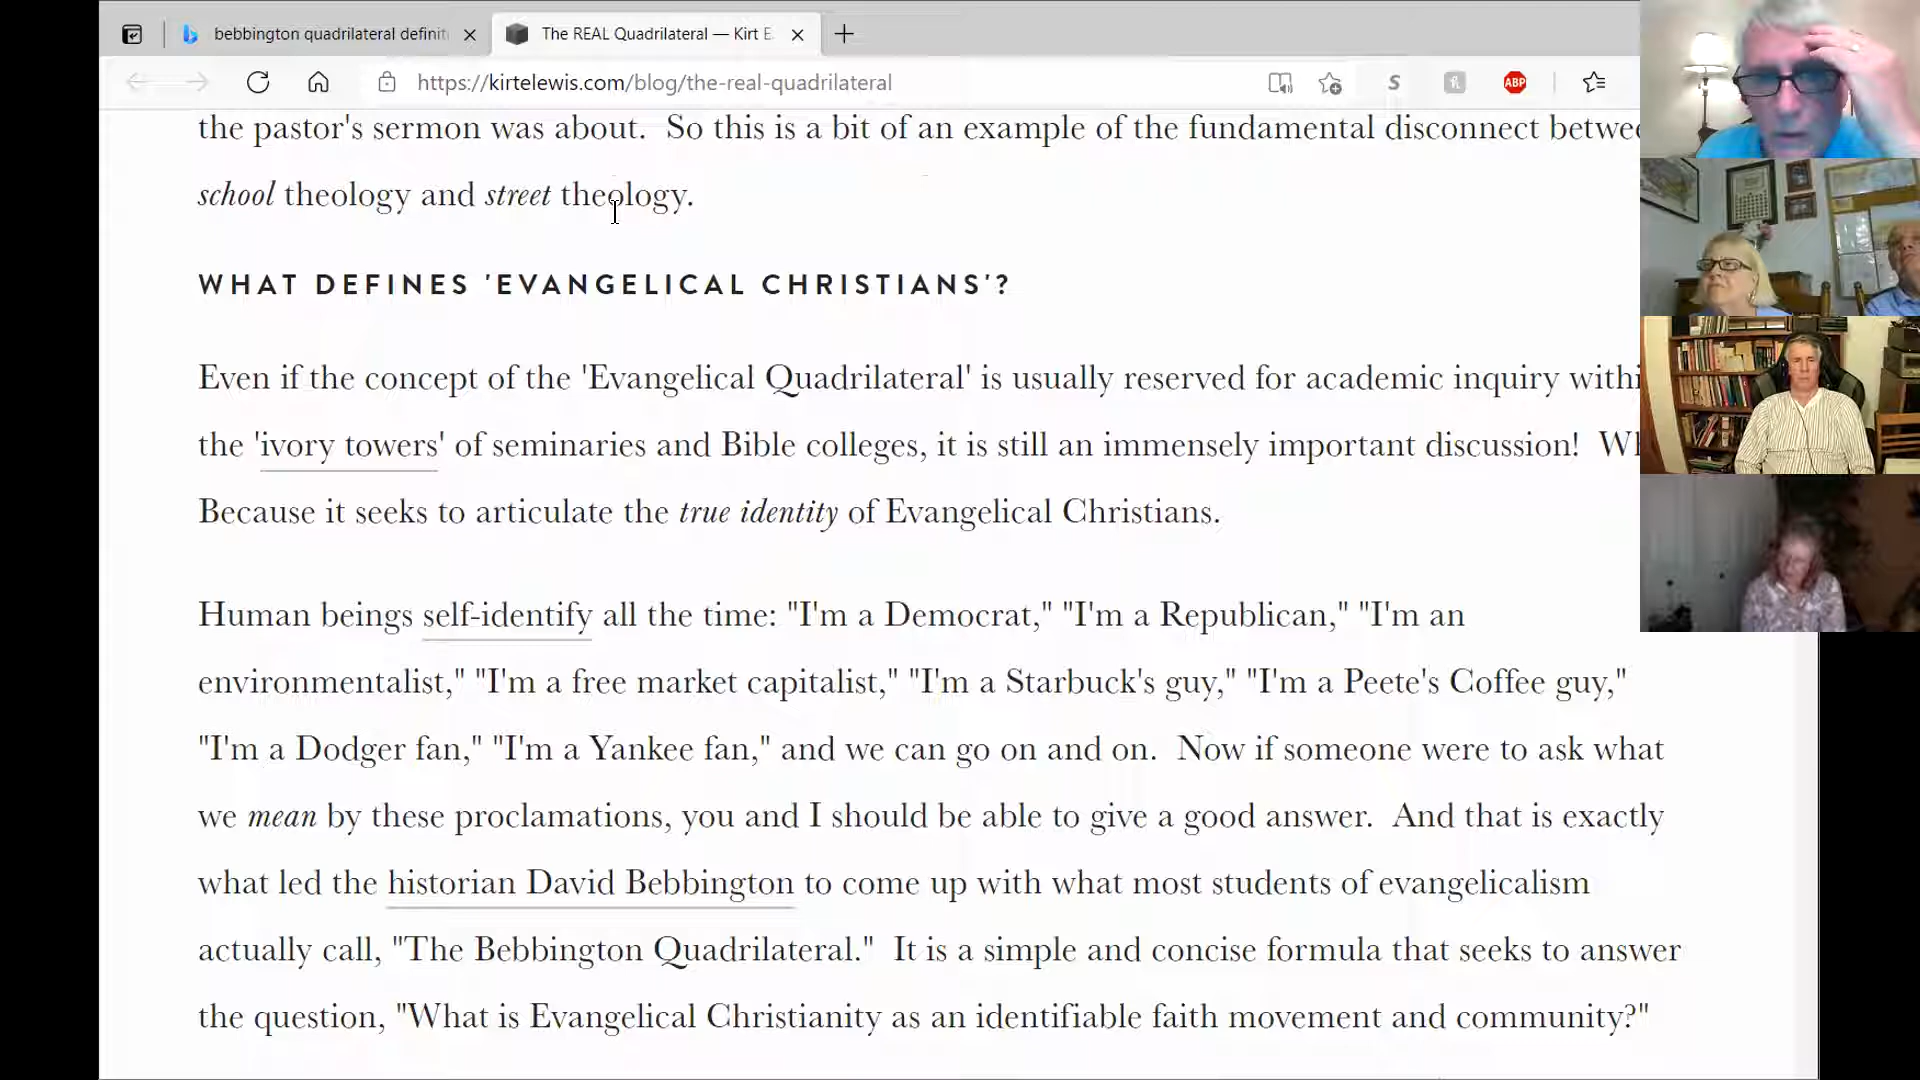 bebbington quadrilateral definit
The REAL Quadrilateral — Kirt E.
https://kirtelewis.com/blog/the-real-quadrilateral
S
ABP
the pastor's sermon was about. So this is a bit of an example of the fundamental disconnect betwee
school theology and street theology.
WHAT DEFINES 'EVANGELICAL CHRISTIANS'?
Even if the concept of the 'Evangelical Quadrilateral' is usually reserved for academic inquiry withi
the 'ivory towers' of seminaries and Bible colleges, it is still an immensely important discussion! Wh
Because it seeks to articulate the true identity of Evangelical Christians.
Human beings self-identify all the time: "I'm a Democrat," "I'm a Republican," "I'm an
environmentalist," "I'm a free market capitalist," "I'm a Starbuck's guy," "I'm a Peete's Coffee guy,"
"I'm a Dodger fan," "I'm a Yankee fan," and we can go on and on. Now if someone were to ask what
we mean by these proclamations, you and I should be able to give a good answer. And that is exactly
what led the historian David Bebbington to come up with what most students of evangelicalism
actually call, "The Bebbington Quadrilateral." It is a simple and concise formula that seeks to answer
the question, "What is Evangelical Christianity as an identifiable faith movement and community?"